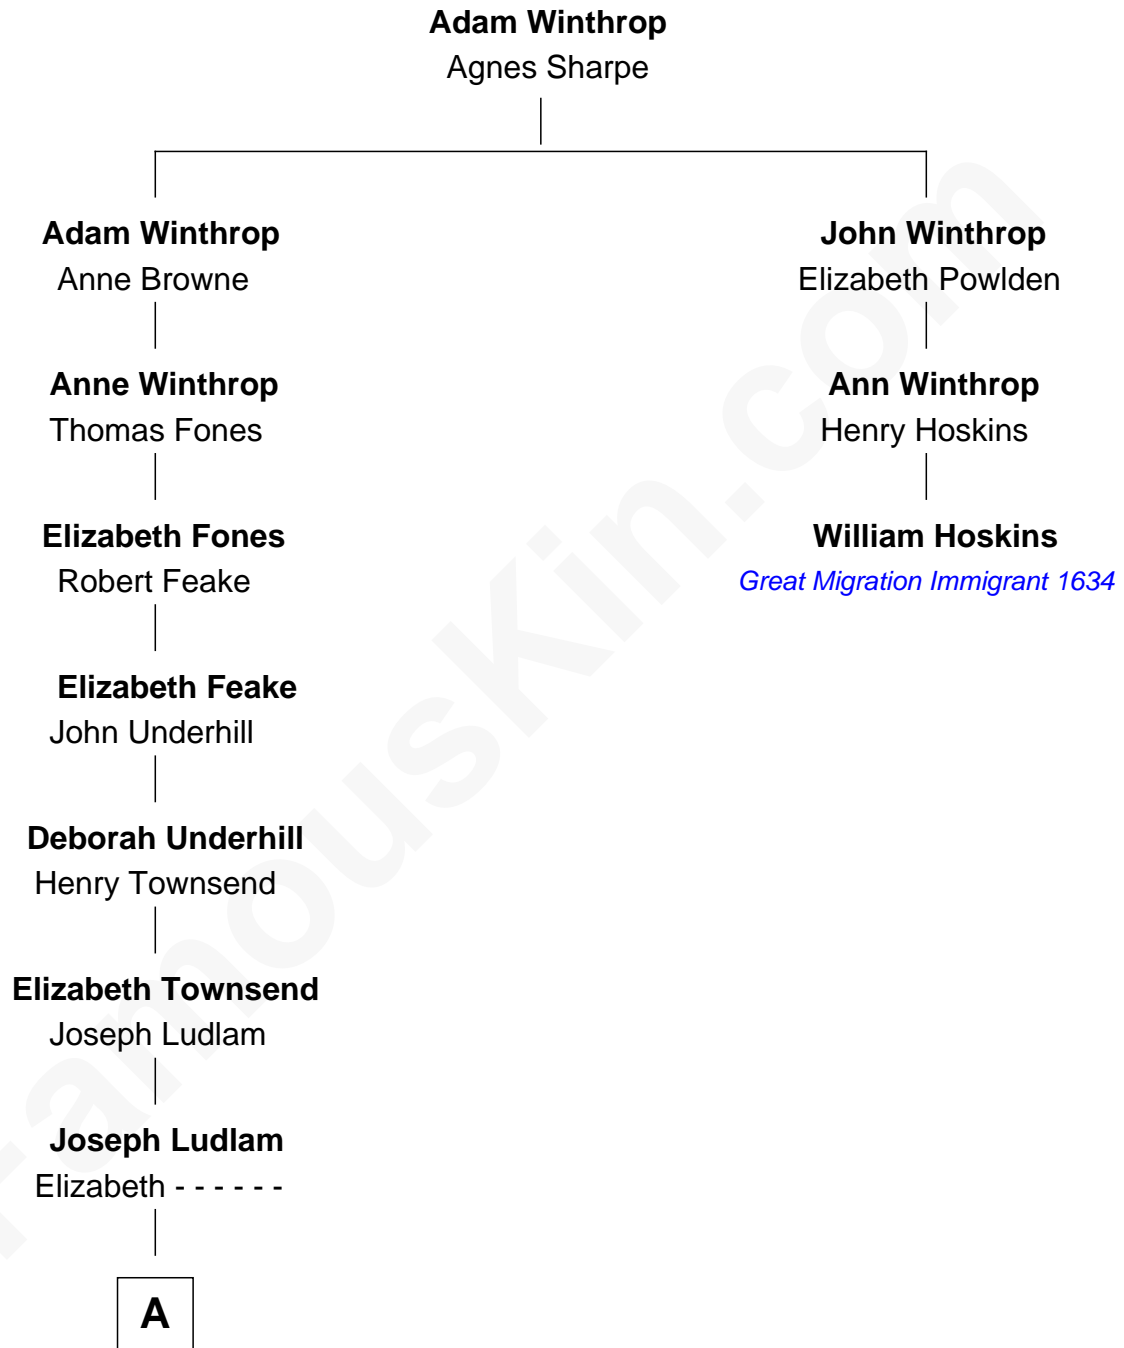 Adam Winthrop
Agnes Sharpe
Adam Winthrop
Anne Browne
Anne Winthrop
Thomas Fones
Elizabeth Fones
Robert Feake
Elizabeth Feake
John Underhill
Deborah Underhill
Henry Townsend
Elizabeth Townsend
Joseph Ludlam
Joseph Ludlam
Elizabeth - - - - - -
A
John Winthrop
Elizabeth Powlden
Ann Winthrop
Henry Hoskins
William Hoskins
Great Migration Immigrant 1634
FamousKin.com